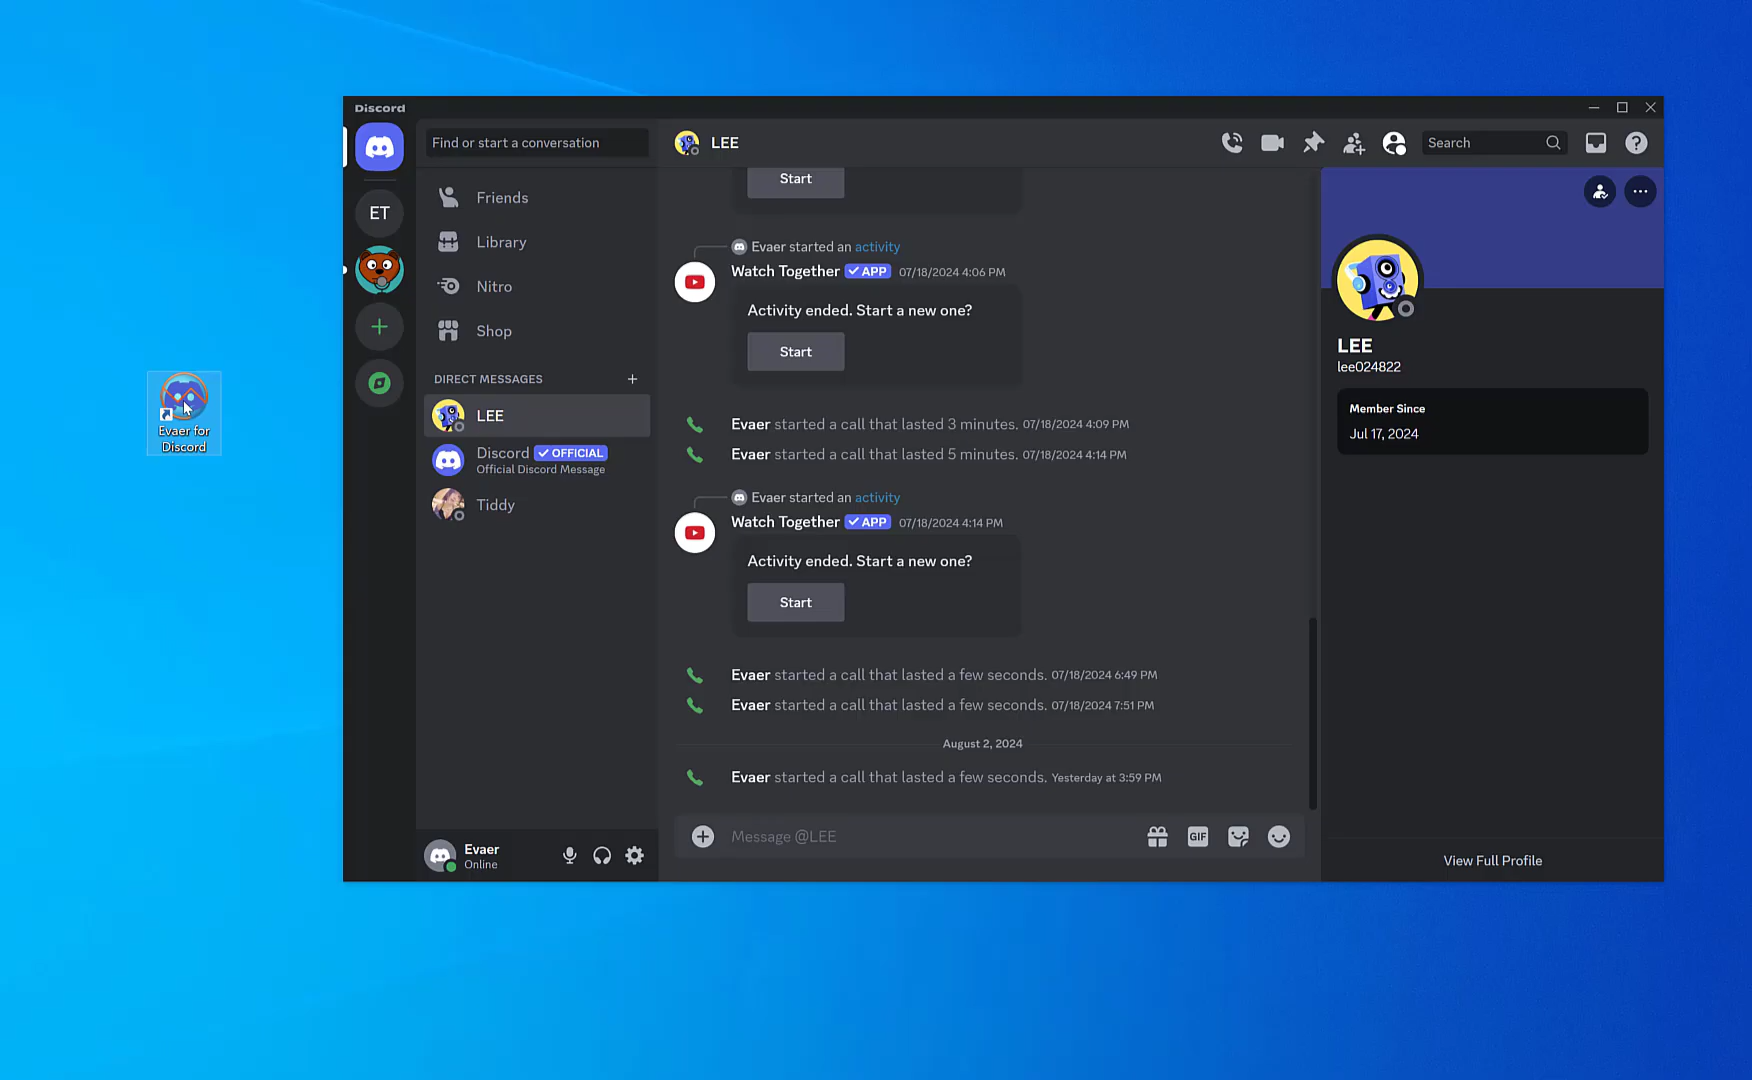 Evaer for
Discord
Discord
Find or start a conversation
LEE
Search
ET
Friends
Library
Nitro
Shop
DIRECT MESSAGES
LEE
Discord OFFICIAL
Official Discord Message
Tiddy
Evaer
Online
Start
Evaer started an activity
Watch Together APP 07/18/2024 4:06 PM
Activity ended. Start a new one?
Start
Evaer started a call that lasted 3 minutes. 07/18/2024 4:09 PM
Evaer started a call that lasted 5 minutes. 07/18/2024 4:14 PM
Evaer started an activity
Watch Together APP 07/18/2024 4:14 PM
Activity ended. Start a new one?
Start
Evaer started a call that lasted a few seconds. 07/18/2024 6:49 PM
Evaer started a call that lasted a few seconds. 07/18/2024 7:51 PM
August 2, 2024
Evaer started a call that lasted a few seconds. Yesterday at 3:59 PM
Message @LEE
GIF
LEE
lee024822
Member Since
Jul 17, 2024
View Full Profile